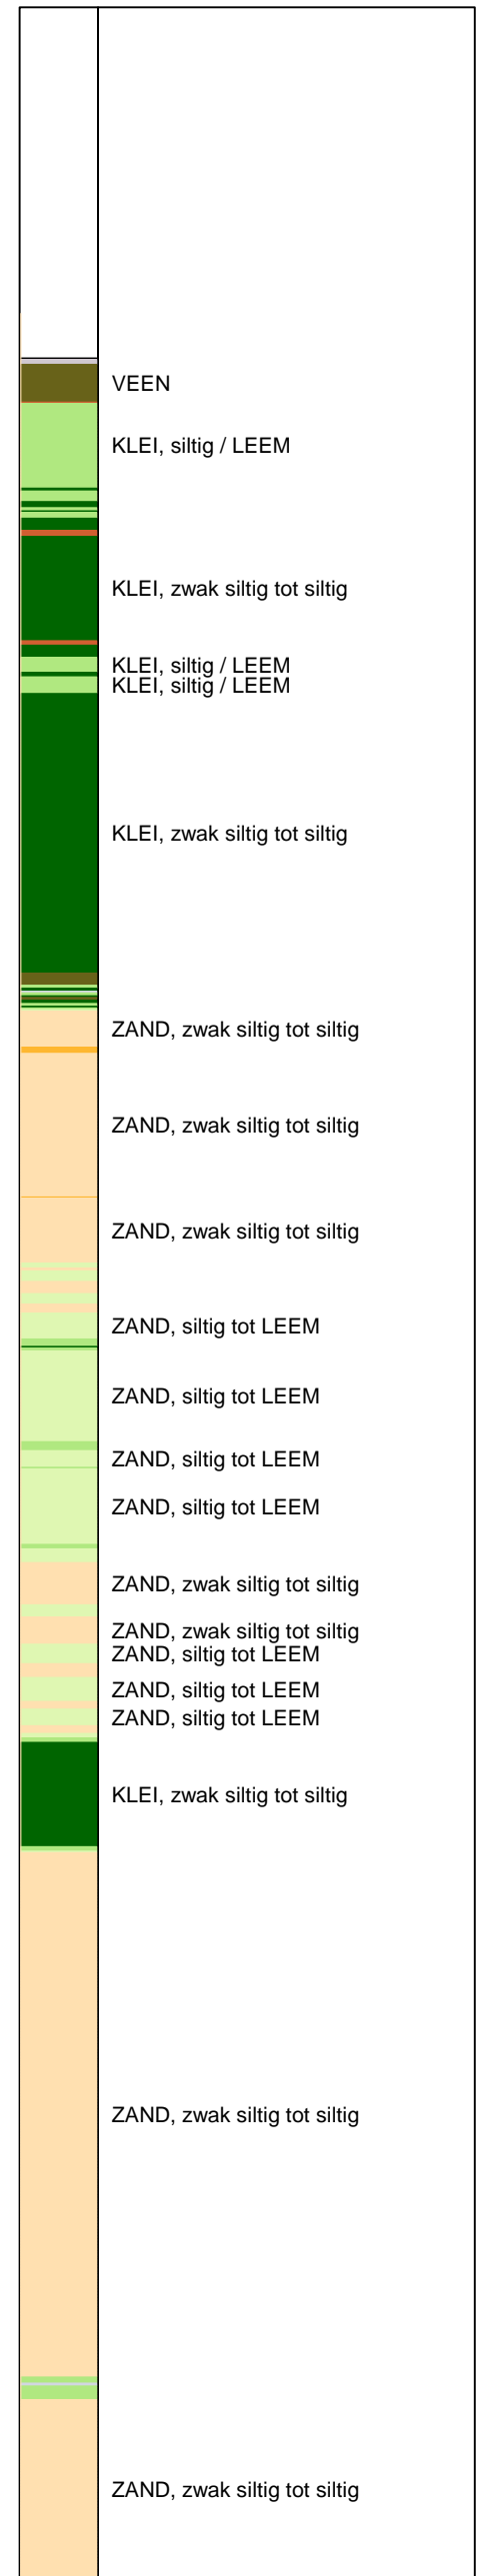 VEEN
KLEI, siltig / LEEM
KLEI, zwak siltig tot siltig
KLEI, siltig / LEEM
KLEI, siltig / LEEM
KLEI, zwak siltig tot siltig
ZAND, zwak siltig tot siltig
ZAND, zwak siltig tot siltig
ZAND, zwak siltig tot siltig
ZAND, siltig tot LEEM
ZAND, siltig tot LEEM
ZAND, siltig tot LEEM
ZAND, siltig tot LEEM
ZAND, zwak siltig tot siltig
ZAND, zwak siltig tot siltig
ZAND, siltig tot LEEM
ZAND, siltig tot LEEM
ZAND, siltig tot LEEM
KLEI, zwak siltig tot siltig
ZAND, zwak siltig tot siltig
ZAND, zwak siltig tot siltig